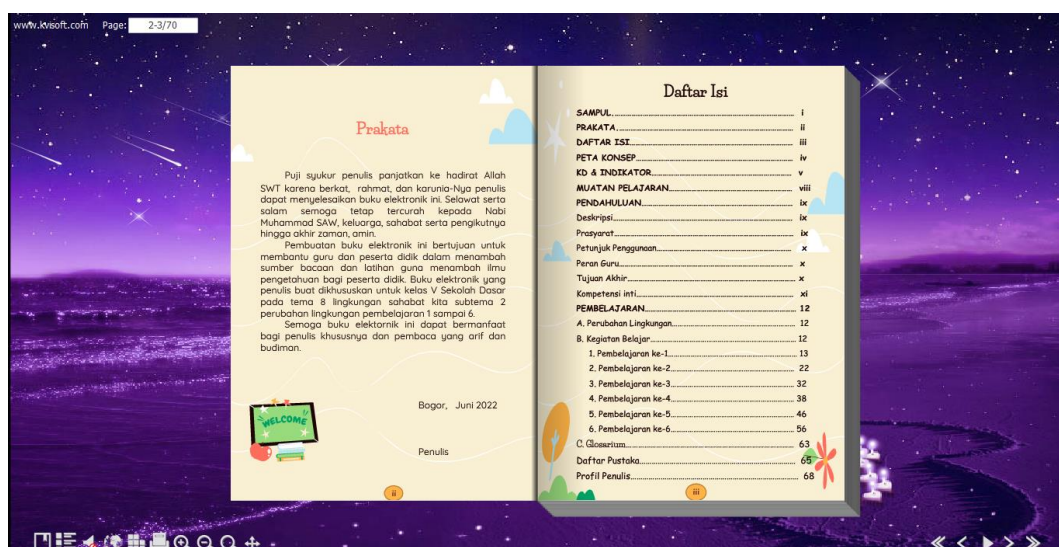 www.kvisoft.com Page: 2-3/70
Prakata
Puji syukur penulis panjatkan ke hadirat Allah
SWT karena berkat, rahmat, dan karunia-Nya penulis
dapat menyelesaikan buku elektronik ini. Selawat serta
salam semoga tetap tercurah kepada Nabi
Muhammad SAW, keluarga, sahabat serta pengikutnya
hingga akhir zaman, amin.
Pembuatan buku elektronik ini bertujuan untuk
membantu guru dan peserta didik dalam menambah
sumber bacaan dan latihan guna menambah ilmu
pengetahuan bagi peserta didik. Buku elektronik yang
penulis buat dikhususkan untuk kelas V Sekolah Dasar
pada tema 8 lingkungan sahabat kita subtema 2
perubahan lingkungan pembelajaran 1 sampai 6.
Semoga buku elektornik ini dapat bermanfaat
bagi penulis khususnya dan pembaca yang arif dan
budiman.
WELCOME
Bogor, Juni 2022
Penulis
ii
Daftar Isi
SAMPUL i
PRAKATA ii
DAFTAR ISI iii
PETA KONSEP iv
KD & INDIKATOR v
MUATAN PELAJARAN viii
PENDAHULUAN ix
Deskripsi ix
Prasyarat ix
Petunjuk Penggunaan x
Peran Guru x
Tujuan Akhir x
Kompetensi inti xi
PEMBELAJARAN 12
A. Perubahan Lingkungan 12
B. Kegiatan Belajar 12
1. Pembelajaran ke-1 13
2. Pembelajaran ke-2 22
3. Pembelajaran ke-3 32
4. Pembelajaran ke-4 38
5. Pembelajaran ke-5 46
6. Pembelajaran ke-6 56
C. Glosarium 63
Daftar Pustaka 65
Profil Penulis 68
iii